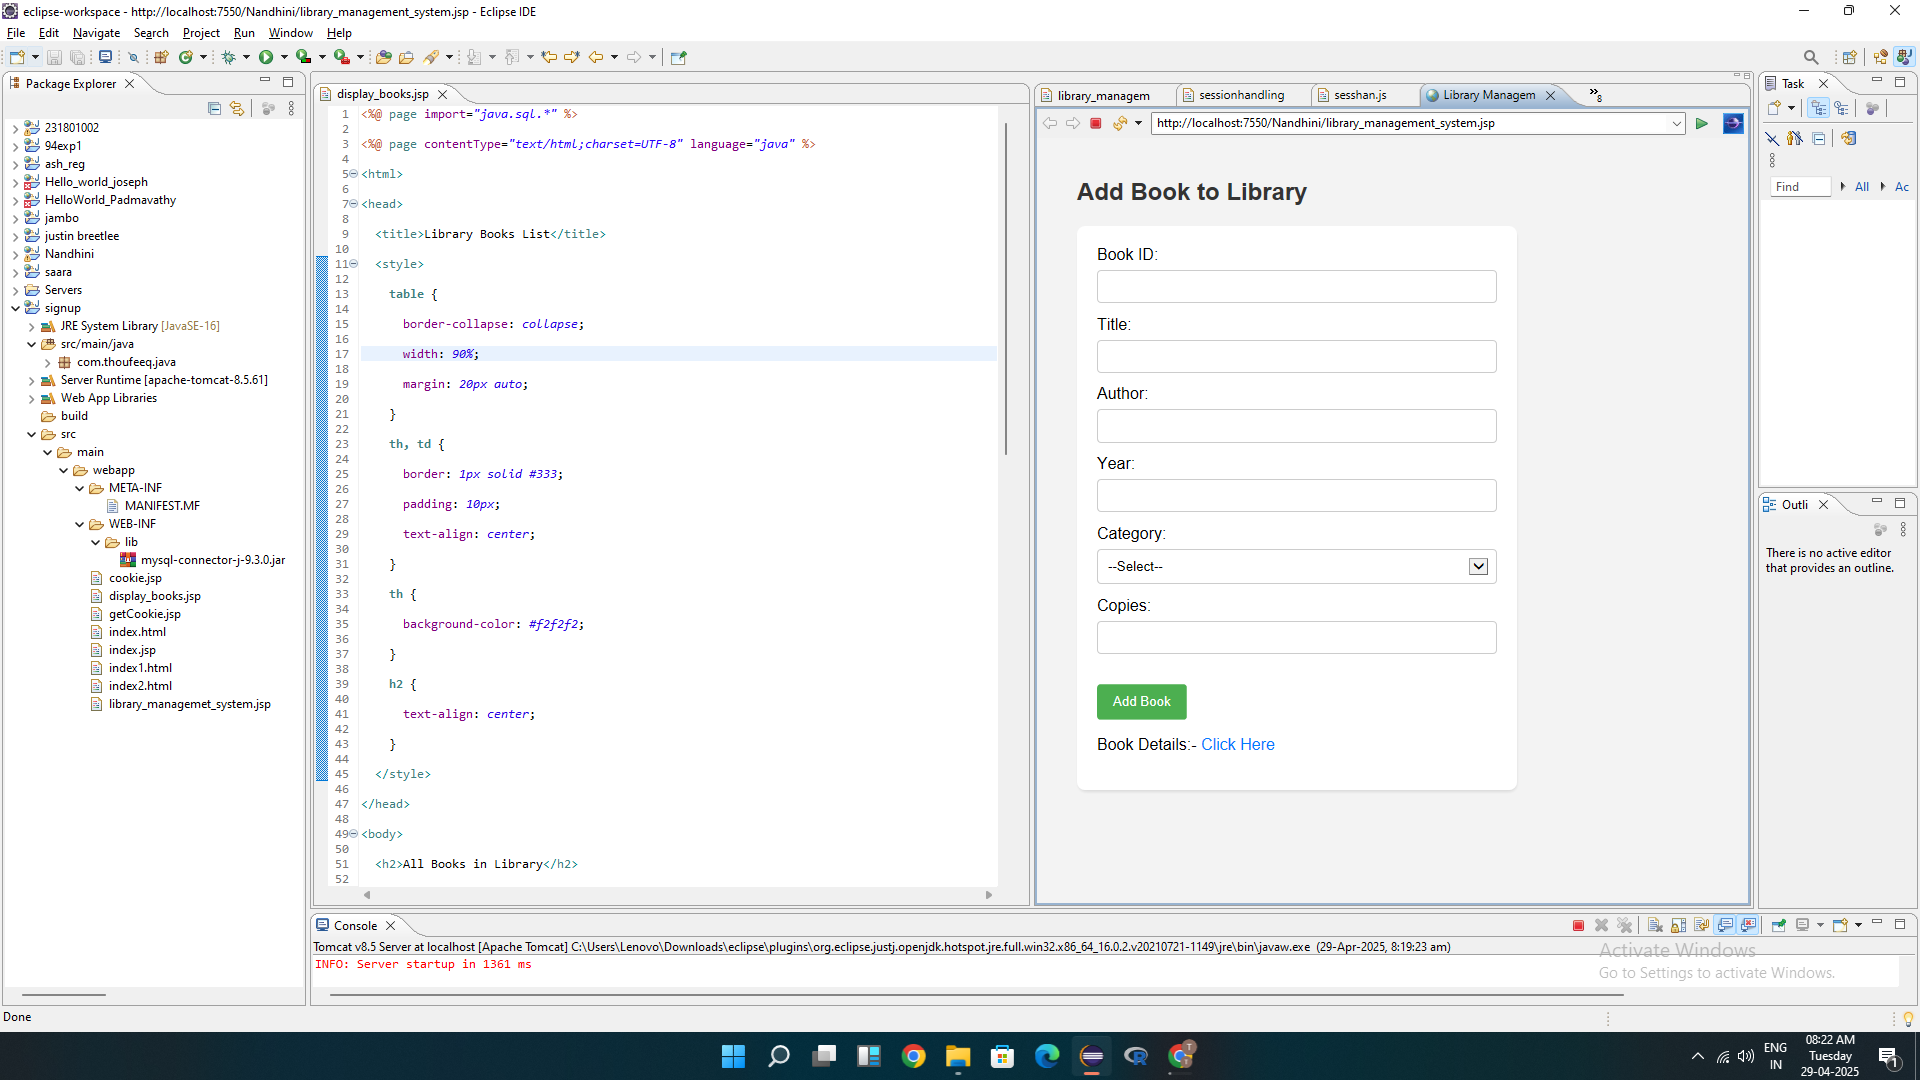 eclipse-workspace - http://localhost:7550/Nandhini/library_management_system.jsp - Eclipse IDE
File Edit Navigate Search Project Run Window Help
Package Explorer
231801002
94exp1
ash_reg
Hello_world_joseph
HelloWorld_Padmavathy
jambo
justin breetlee
Nandhini
saara
Servers
signup
JRE System Library [JavaSE-16]
src/main/java
com.thoufeeq.java
Server Runtime [apache-tomcat-8.5.61]
Web App Libraries
build
src
main
webapp
META-INF
MANIFEST.MF
WEB-INF
lib
mysql-connector-j-9.3.0.jar
cookie.jsp
display_books.jsp
getCookie.jsp
index.html
index.jsp
index1.html
index2.html
library_managemet_system.jsp
display_books.jsp
1 <%@ page import="java.sql.*" %>
2
3 <%@ page contentType="text/html;charset=UTF-8" language="java" %>
4
5 <html>
6
7 <head>
8
9 <title>Library Books List</title>
10
11 <style>
12
13 table {
14
15 border-collapse: collapse;
16
17 width: 90%;
18
19 margin: 20px auto;
20
21 }
22
23 th, td {
24
25 border: 1px solid #333;
26
27 padding: 10px;
28
29 text-align: center;
30
31 }
32
33 th {
34
35 background-color: #f2f2f2;
36
37 }
38
39 h2 {
40
41 text-align: center;
42
43 }
44
45 </style>
46
47 </head>
48
49 <body>
50
51 <h2>All Books in Library</h2>
52
library_managem sessionhandling sesshan.js Library Managem »8
http://localhost:7550/Nandhini/library_management_system.jsp
Add Book to Library
Book ID:
Title:
Author:
Year:
Category:
--Select--
Copies:
Add Book
Book Details:- Click Here
Task
Find All Ac
Outli
There is no active editor
that provides an outline.
Console
Tomcat v8.5 Server at localhost [Apache Tomcat] C:\Users\Lenovo\Downloads\eclipse\plugins\org.eclipse.justj.openjdk.hotspot.jre.full.win32.x86_64_16.0.2.v20210721-1149\jre\bin\javaw.exe (29-Apr-2025, 8:19:23 am)
INFO: Server startup in 1361 ms
Activate Windows
Go to Settings to activate Windows.
Done
ENG
IN
08:22 AM
Tuesday
29-04-2025
1